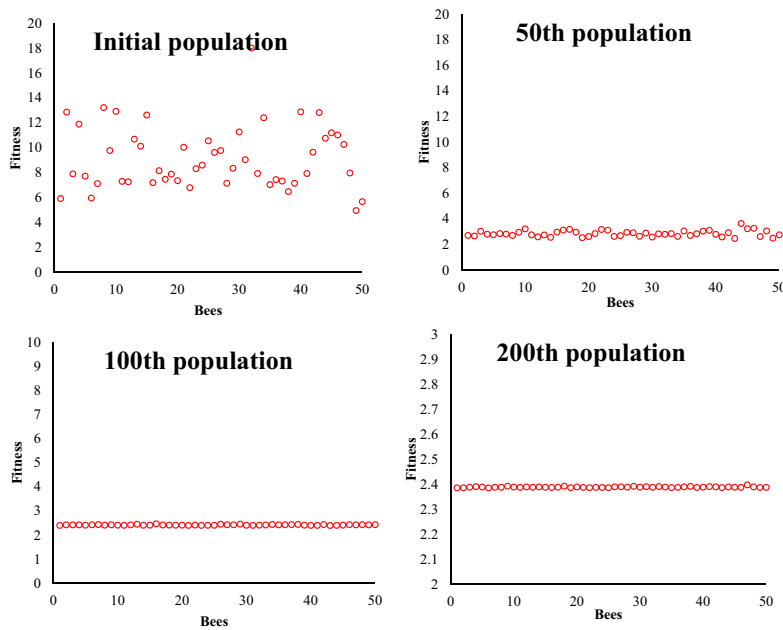 Initial population
Fitness
20
18
16
14
12
10
8
6
4
2
0
0 10 20 30 40 50
Bees
50th population
Fitness
20
18
16
14
12
10
8
6
4
2
0
0 10 20 30 40 50
Bees
100th population
Fitness
10
9
8
7
6
5
4
3
2
1
0
0 10 20 30 40 50
Bees
200th population
Fitness
3
2.9
2.8
2.7
2.6
2.5
2.4
2.3
2.2
2.1
2
0 10 20 30 40 50
Bees